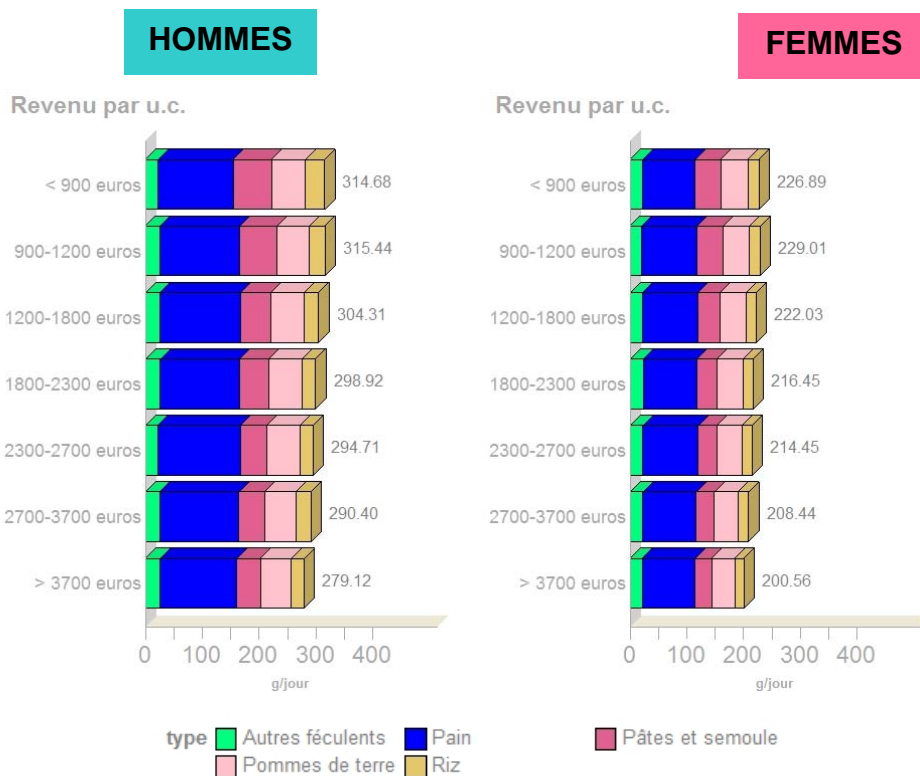 HOMMES
Revenu par u.c.
< 900 euros 314.68
900-1200 euros 315.44
1200-1800 euros 304.31
1800-2300 euros 298.92
2300-2700 euros 294.71
2700-3700 euros 290.40
> 3700 euros 279.12
0 100 200 300 400
g/jour
FEMMES
Revenu par u.c.
< 900 euros 226.89
900-1200 euros 229.01
1200-1800 euros 222.03
1800-2300 euros 216.45
2300-2700 euros 214.45
2700-3700 euros 208.44
> 3700 euros 200.56
0 100 200 300 400
g/jour
type Autres féculents Pain Pâtes et semoule
Pommes de terre Riz